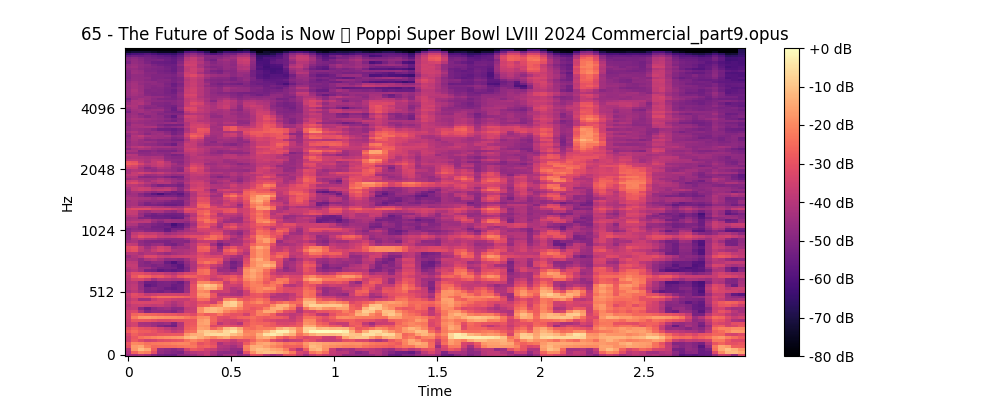 65 - The Future of Soda is Now ▯ Poppi Super Bowl LVIII 2024 Commercial_part9.opus
4096
2048
1024
512
0
Hz
0
0.5
1
1.5
2
2.5
Time
+0 dB
-10 dB
-20 dB
-30 dB
-40 dB
-50 dB
-60 dB
-70 dB
-80 dB